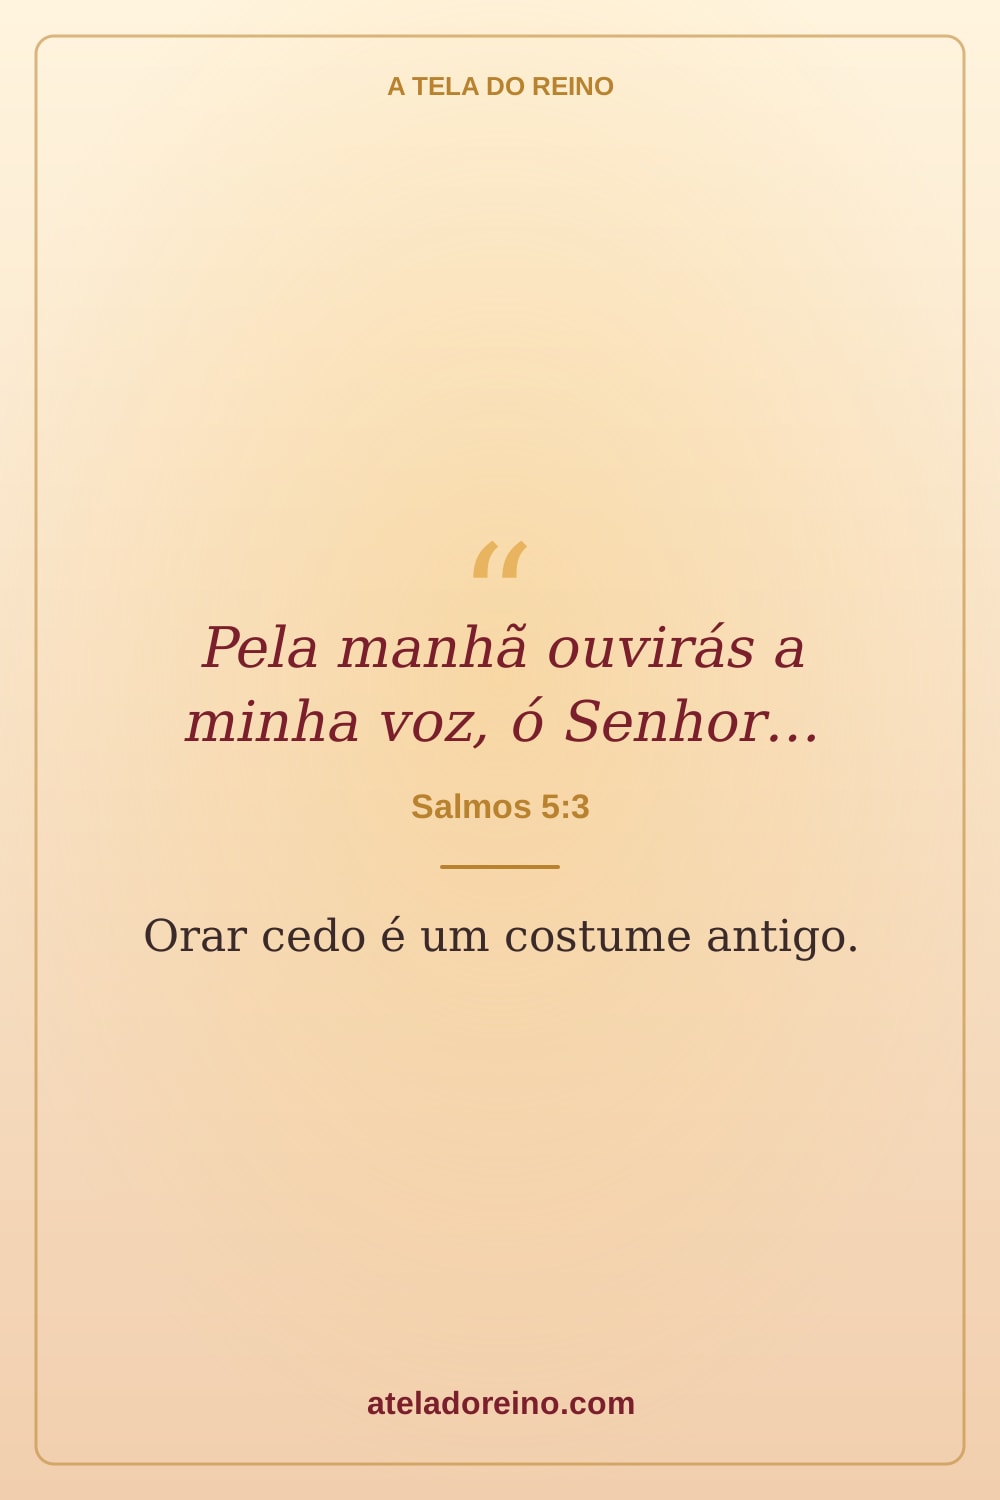 A TELA DO REINO
“
Pela manhã ouvirás a
minha voz, ó Senhor...
Salmos 5:3
Orar cedo é um costume antigo.
ateladoreino.com